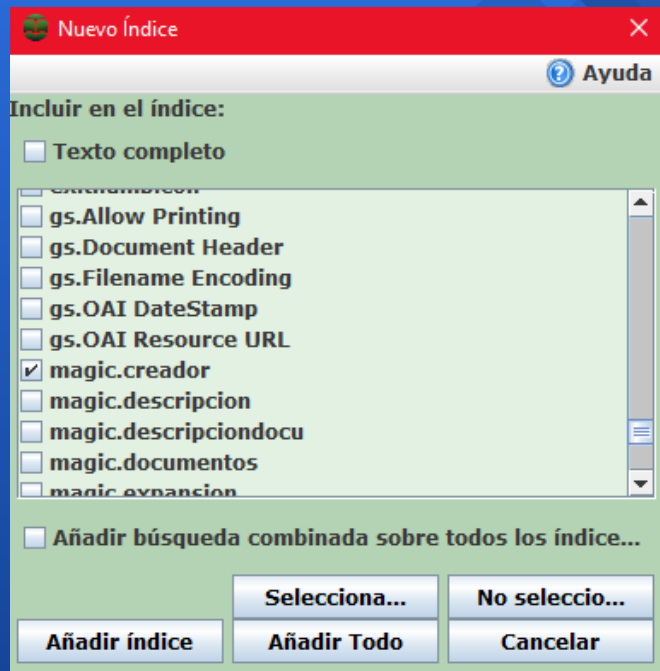 Nuevo Índice
Ayuda
Incluir en el índice:
Texto completo
gs.Allow Printing
gs.Document Header
gs.Filename Encoding
gs.OAI DateStamp
gs.OAI Resource URL
magic.creador
magic.descripcion
magic.descripciondocu
magic.documentos
magic.expansion
Añadir búsqueda combinada sobre todos los índice...
Selecciona... No seleccio...
Añadir índice Añadir Todo Cancelar